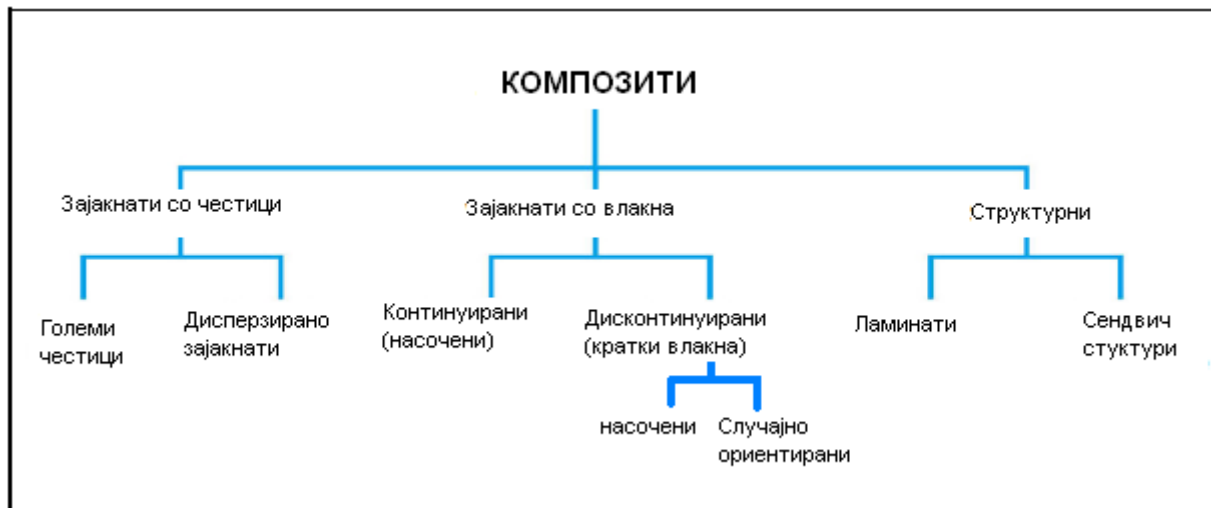 КОМПОЗИТИ
Зајакнати со честици
Зајакнати со влакна
Структурни
Големи
честици
Дисперзирано
зајакнати
Континуирани
(насочени)
Дисконтинуирани
(кратки влакна)
Ламинати
Сендвич
стуктури
насочени
Случајно
ориентирани